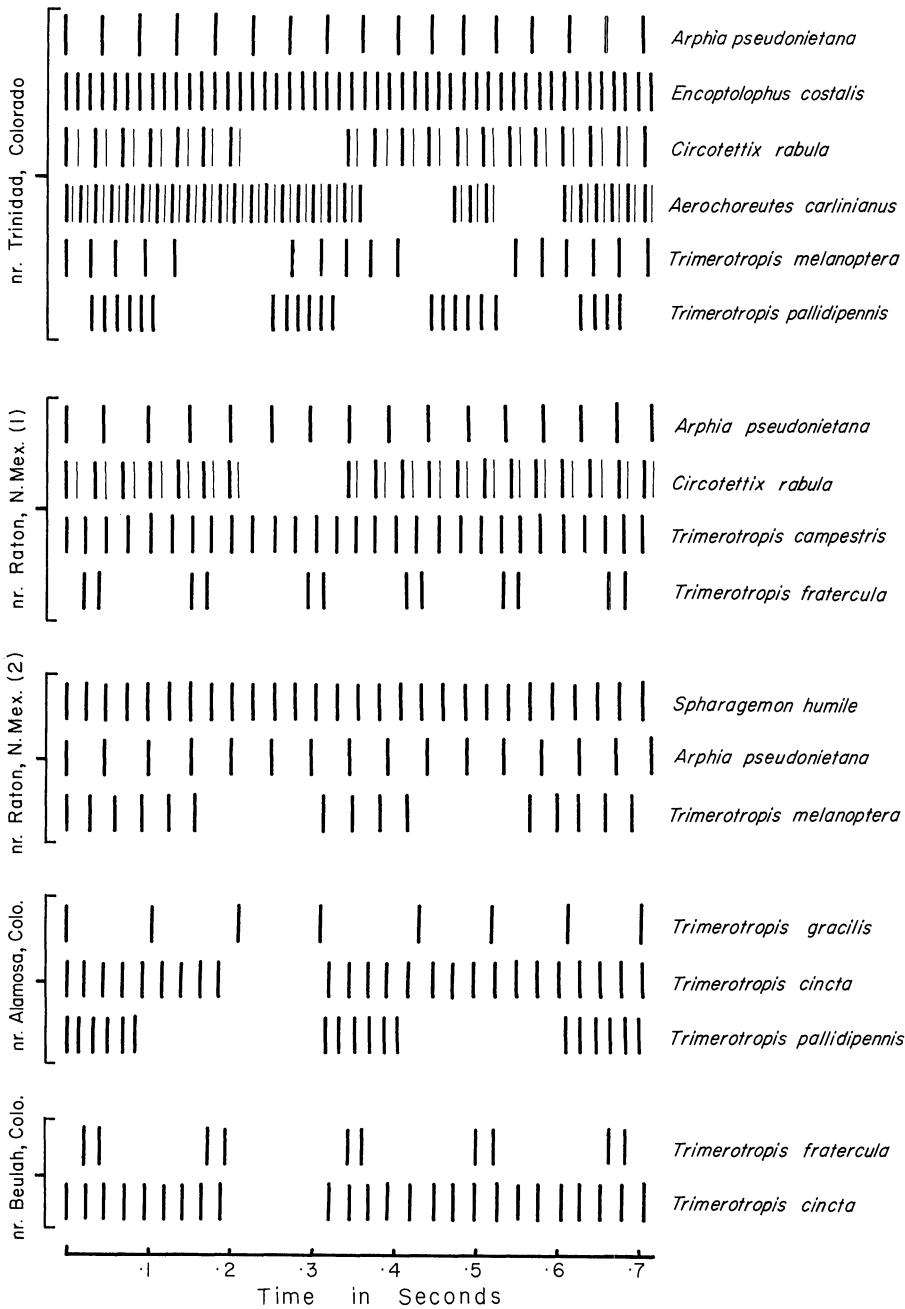 nr. Trinidad, Colorado
Arphia pseudonietana
Encoptolophus costalis
Circotettix rabula
Aerochoreutes carlinianus
Trimerotropis melanoptera
Trimerotropis pallidipennis
nr. Raton, N.Mex. (1)
Arphia pseudonietana
Circotettix rabula
Trimerotropis campestris
Trimerotropis fratercula
nr. Raton, N.Mex. (2)
Spharagemon humile
Arphia pseudonietana
Trimerotropis melanoptera
nr. Alamosa, Colo.
Trimerotropis gracilis
Trimerotropis cincta
Trimerotropis pallidipennis
nr. Beulah, Colo.
Trimerotropis fratercula
Trimerotropis cincta
·1 ·2 ·3 ·4 ·5 ·6 ·7
Time in Seconds